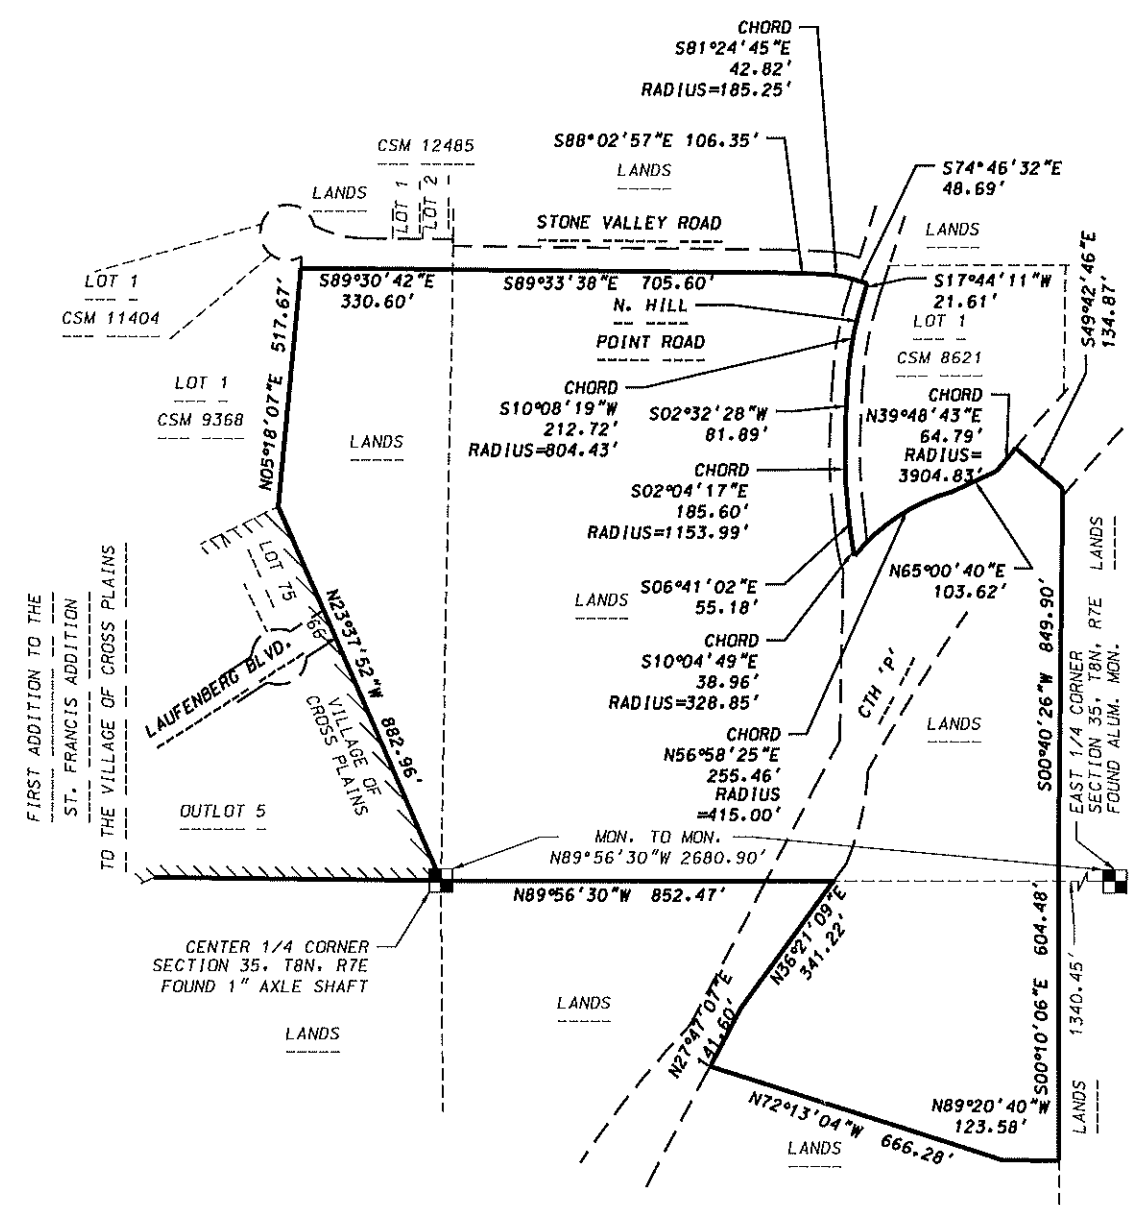 CHORD
S81°24'45"E
42.82'
RADIUS=185.25'
S88°02'57"E 106.35'
CSM 12485
LANDS
LANDS
LOT 1
LOT 2
STONE VALLEY ROAD
S74°46'32"E
48.69'
LANDS
S49°42'46"E
134.87'
LOT 1
CSM 11404
S89°30'42"E
330.60'
S89°33'38"E 705.60'
N. HILL
POINT ROAD
S17°44'11"W
21.61'
LOT 1
CSM 8621
N05°18'07"E 517.67'
LOT 1
CSM 9368
LANDS
CHORD
S10°08'19"W
212.72'
RADIUS=804.43'
S02°32'28"W
81.89'
CHORD
N39°48'43"E
64.79'
RADIUS=
3904.83'
CHORD
S02°04'17"E
185.60'
RADIUS=1153.99'
LANDS
FIRST ADDITION TO THE
ST. FRANCIS ADDITION
TO THE VILLAGE OF CROSS PLAINS
LOT 75
66'
LAUFENBERG BLVD.
N23°37'52"W 882.96'
VILLAGE OF
CROSS PLAINS
LANDS
S06°41'02"E
55.18'
N65°00'40"E
103.62'
CHORD
S10°04'49"E
38.96'
RADIUS=328.85'
CTH 'P'
LANDS
S00°40'26"W 849.90'
EAST 1/4 CORNER
SECTION 35, T8N, R7E
FOUND ALUM. MON.
CHORD
N56°58'25"E
255.46'
RADIUS
=415.00'
OUTLOT 5
MON. TO MON.
N89°56'30"W 2680.90'
N89°56'30"W 852.47'
CENTER 1/4 CORNER
SECTION 35, T8N, R7E
FOUND 1" AXLE SHAFT
LANDS
LANDS
N36°21'09"E
341.22'
N27°47'07"E
141.60'
S00°10'06"E 604.48'
1340.45'
N72°13'04"W 666.28'
N89°20'40"W
123.58'
LANDS
LANDS